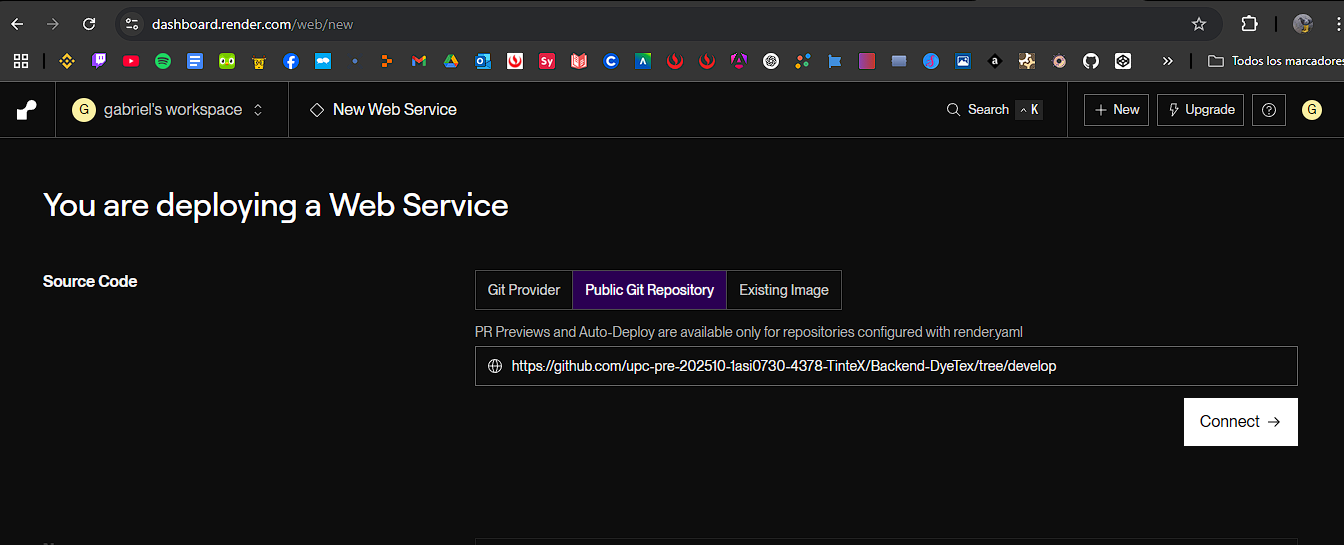 dashboard.render.com/web/new
Todos los marcadores
G gabriel's workspace
New Web Service
Search K
+ New
Upgrade
G
You are deploying a Web Service
Source Code
Git Provider
Public Git Repository
Existing Image
PR Previews and Auto-Deploy are available only for repositories configured with render.yaml
https://github.com/upc-pre-202510-1asi0730-4378-TinteX/Backend-DyeTex/tree/develop
Connect →